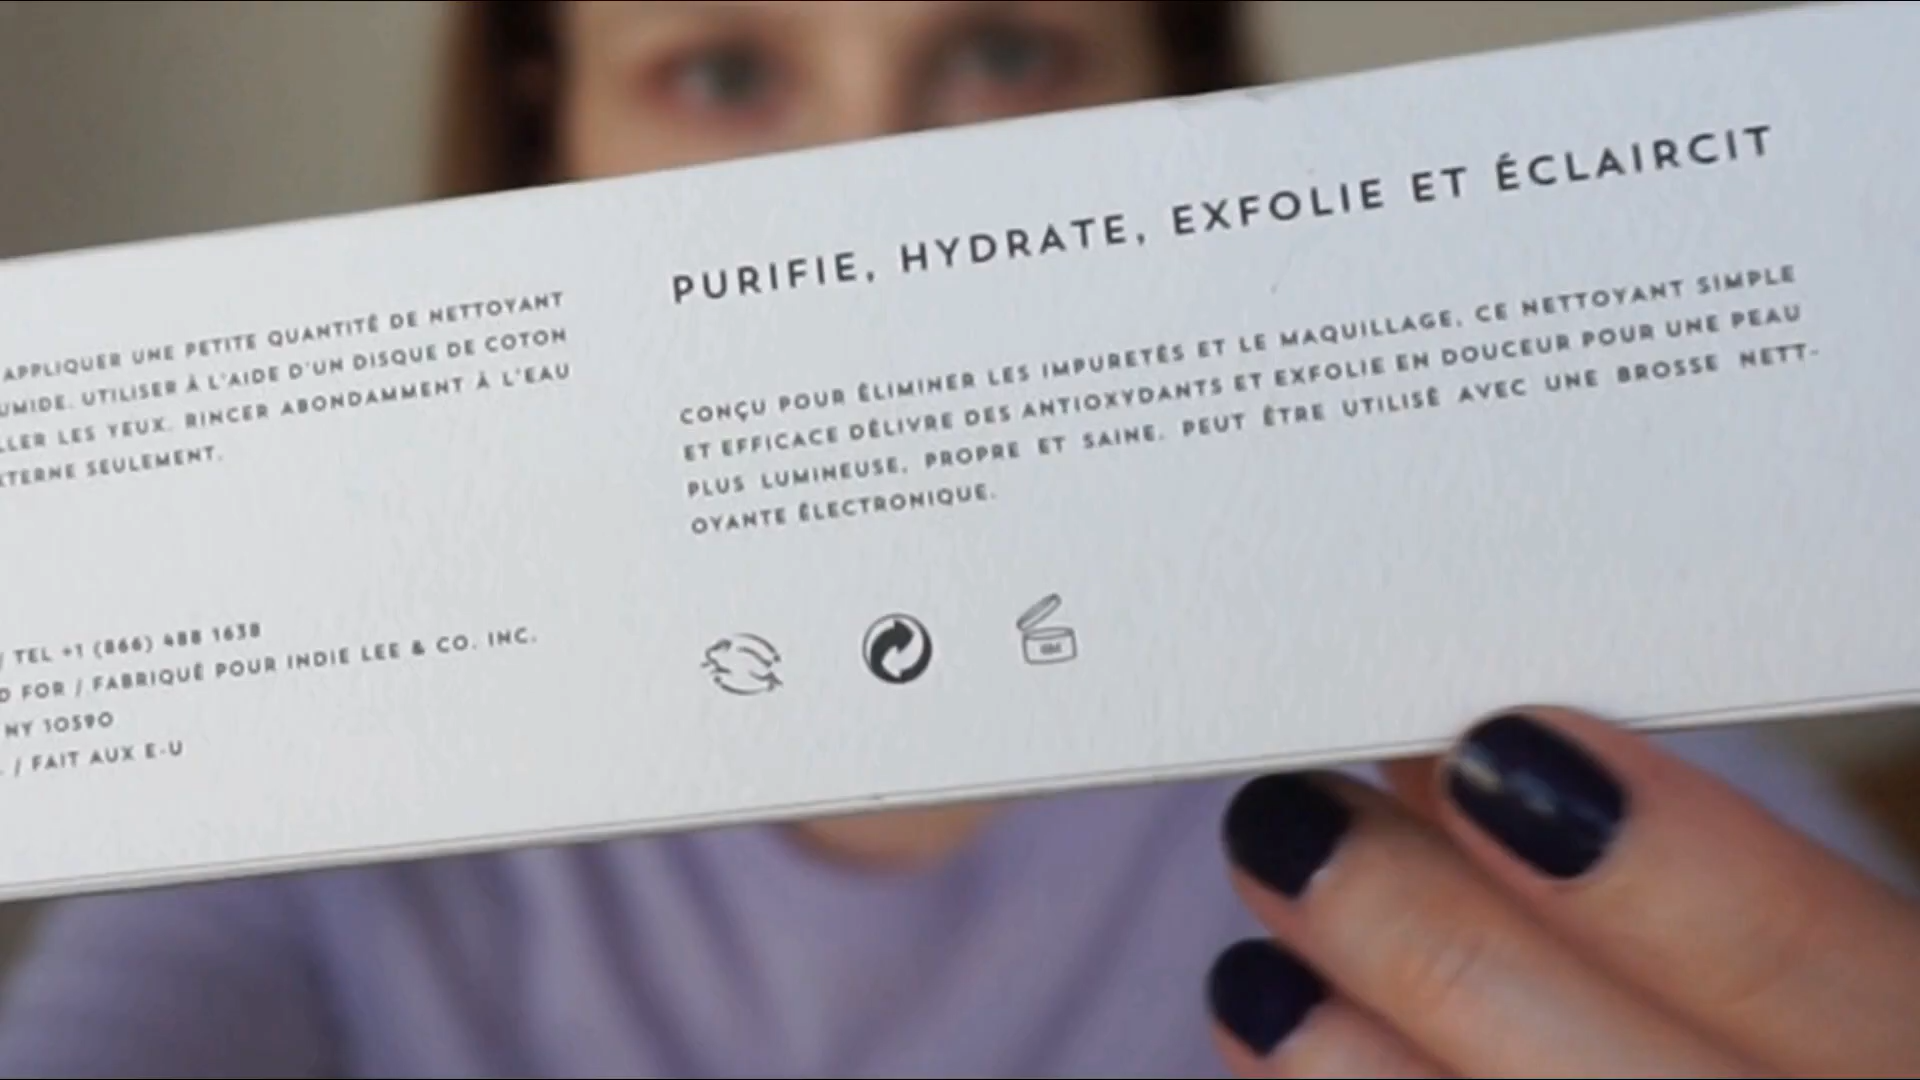 APPLIQUER UNE PETITE QUANTITÉ DE NETTOYANT
UTILISER À L'AIDE D'UN DISQUE DE COTON
LES YEUX. RINCER ABONDAMMENT À L'EAU
SEULEMENT.
/ TEL +1 (866) 488 1638
FOR / FABRIQUÉ POUR INDIE LEE & CO. INC.
NY 10590
/ FAIT AUX E-U
PURIFIE, HYDRATE, EXFOLIE ET ÉCLAIRCIT
CONÇU POUR ÉLIMINER LES IMPURETÉS ET LE MAQUILLAGE, CE NETTOYANT SIMPLE
ET EFFICACE DÉLIVRE DES ANTIOXYDANTS ET EXFOLIE EN DOUCEUR POUR UNE PEAU
PLUS LUMINEUSE, PROPRE ET SAINE. PEUT ÊTRE UTILISÉ AVEC UNE BROSSE NETT-
OYANTE ÉLECTRONIQUE.